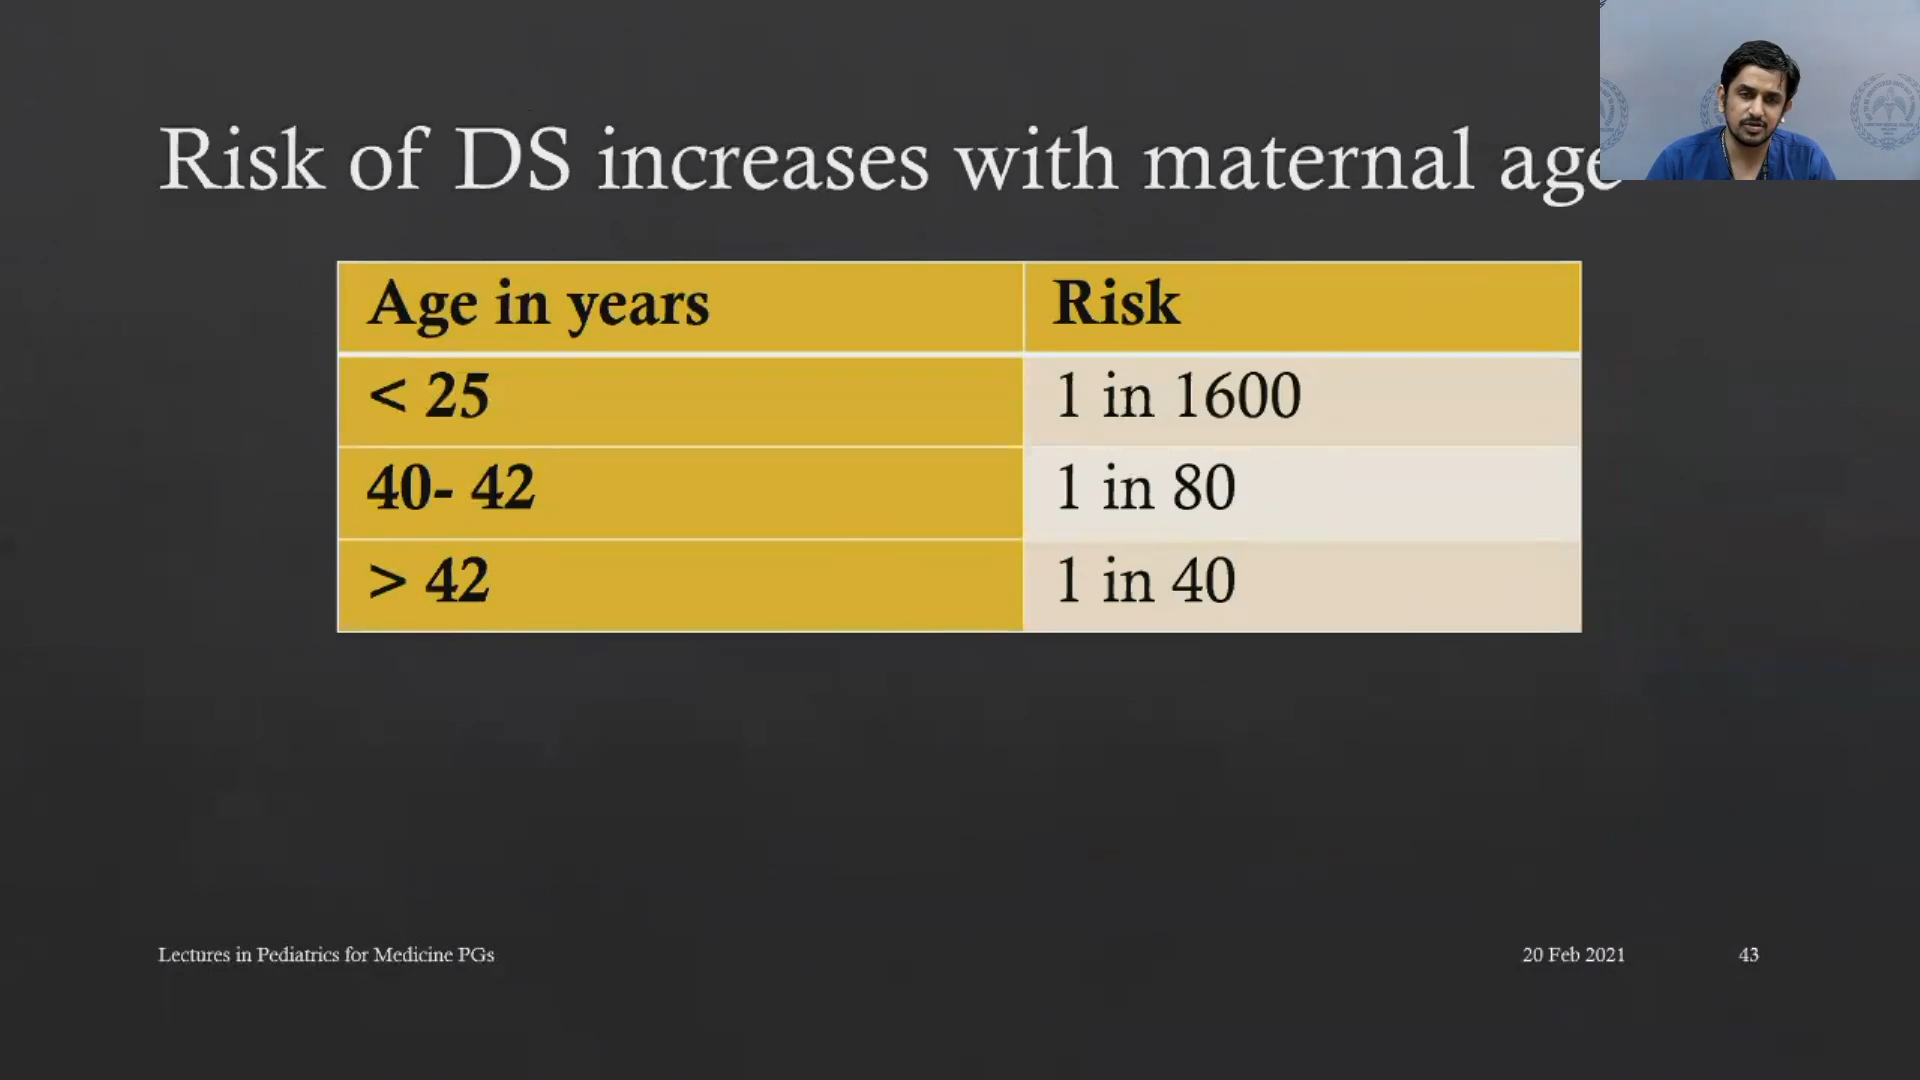 Risk of DS increases with maternal age
Age in years Risk
< 25 1 in 1600
40- 42 1 in 80
> 42 1 in 40
Lectures in Pediatrics for Medicine PGs 20 Feb 2021 43